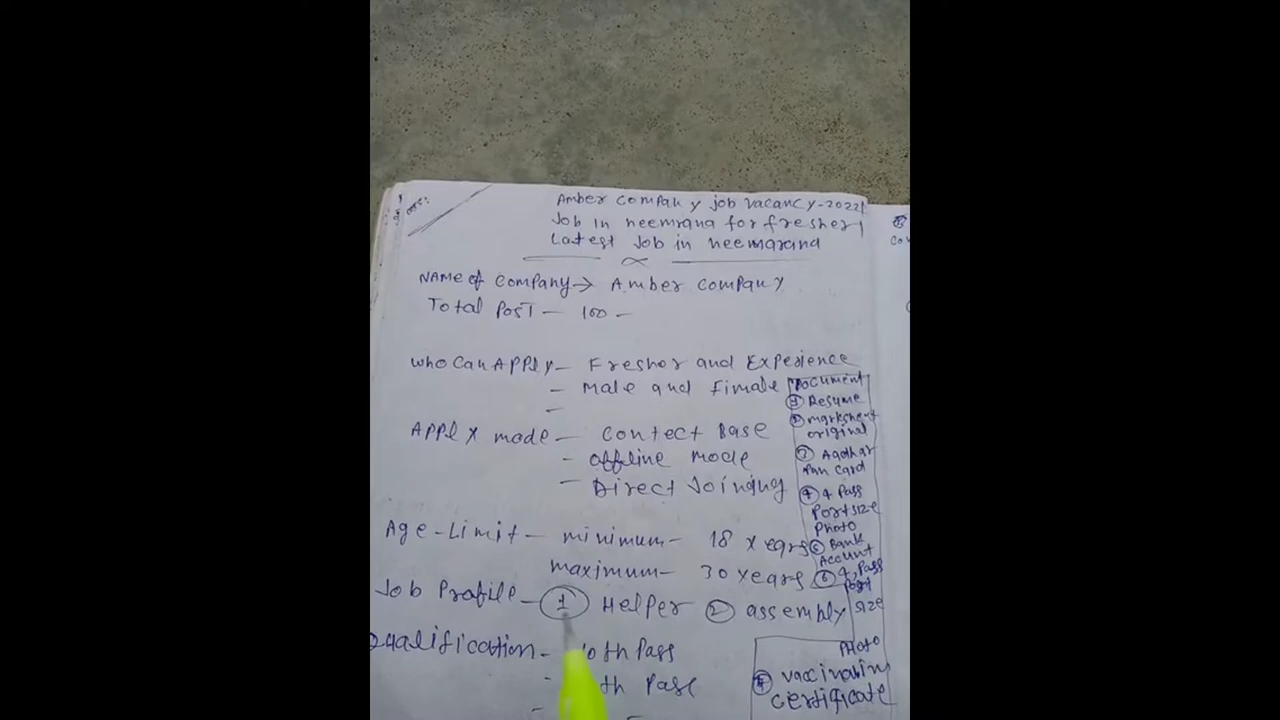 Amber Company job vacancy-2022
Job in neemrana for fresher
Latest Job in neemarana
NAME of Company→ Amber company
Total Post - 100 -
Who Can Apply - Fresher and Experience
- Male and Fimale
-
Apply mode - Contect Base
- offline mode
- Direct Joining
Age-Limit - minimum - 18 years
maximum - 30 years
Job Profile - 1 Helper 2 assembly
Qualification - 10th Pass
- th Pass
Document
1 Resume
2 marksheet
original
3 Aadhar
Pan Card
4 4 Pass
Port size
Photo
Bank
Account
6 4, Pass
Port
size
Photo
vaccination
certificate